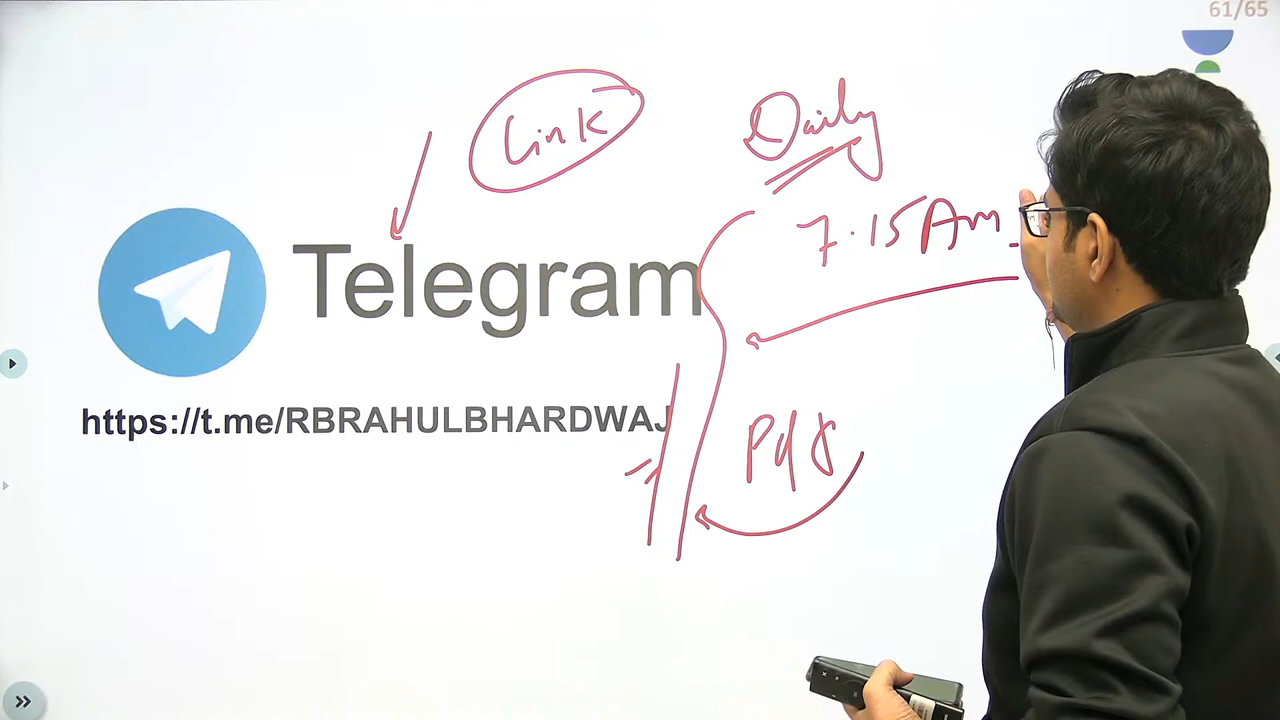 61/65
Link
Daily
7.15 Am
Telegram
https://t.me/RBRAHULBHARDWAJ
Pdf